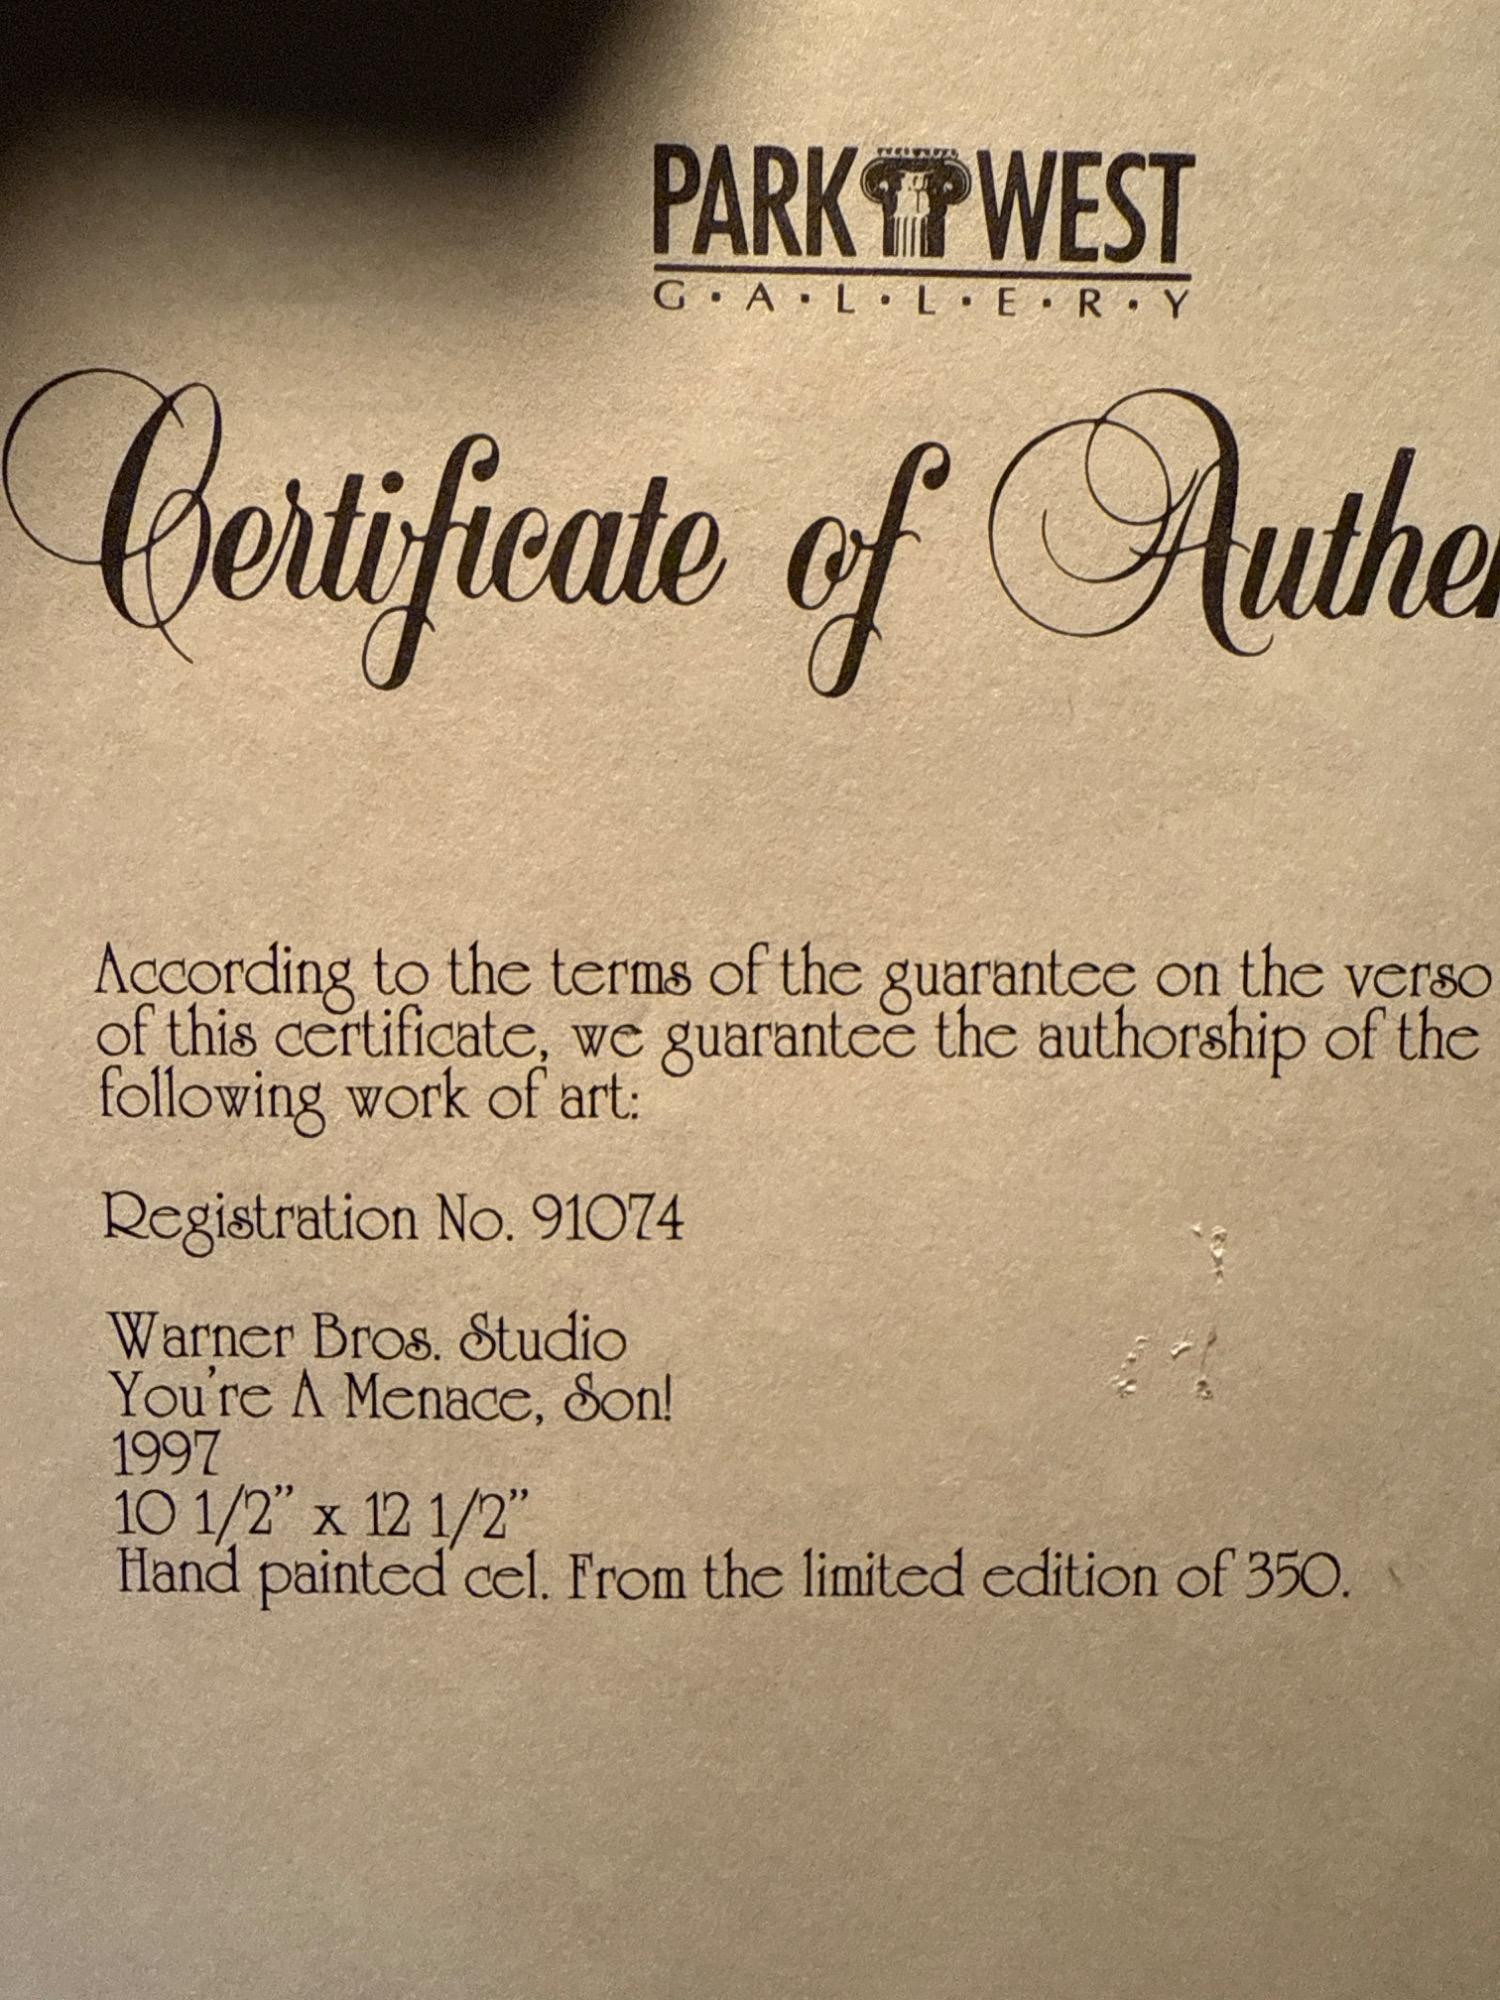 PARK WEST
G·A·L·L·E·R·Y
Certificate of
According to the terms of the guarantee on the verso
of this certificate, we guarantee the authorship of the
following work of art:
Registration No. 91074
Warner Bros. Studio
You're A Menace, Son!
1997
10 1/2” x 12 1/2”
Hand painted cel. From the limited edition of 350.